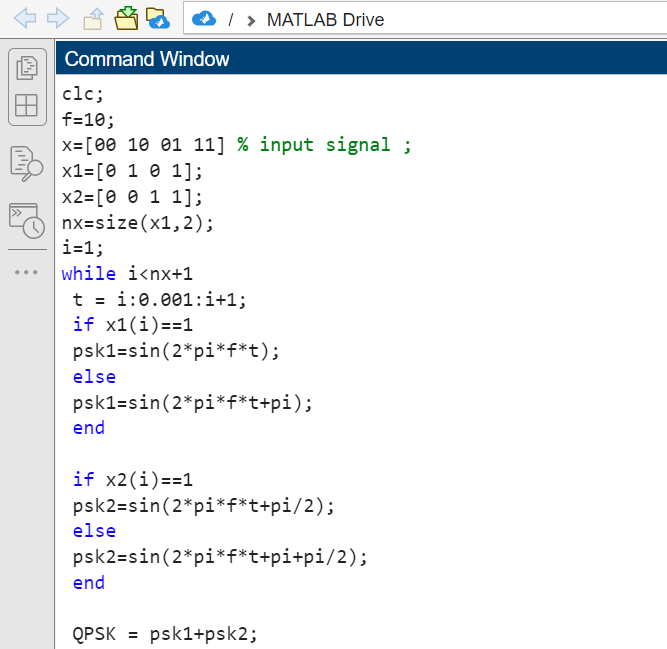 / > MATLAB Drive
Command Window
clc;
f=10;
x=[00 10 01 11] % input signal ;
x1=[0 1 0 1];
x2=[0 0 1 1];
nx=size(x1,2);
i=1;
while i<nx+1
t = i:0.001:i+1;
if x1(i)==1
psk1=sin(2*pi*f*t);
else
psk1=sin(2*pi*f*t+pi);
end
if x2(i)==1
psk2=sin(2*pi*f*t+pi/2);
else
psk2=sin(2*pi*f*t+pi+pi/2);
end
QPSK = psk1+psk2;